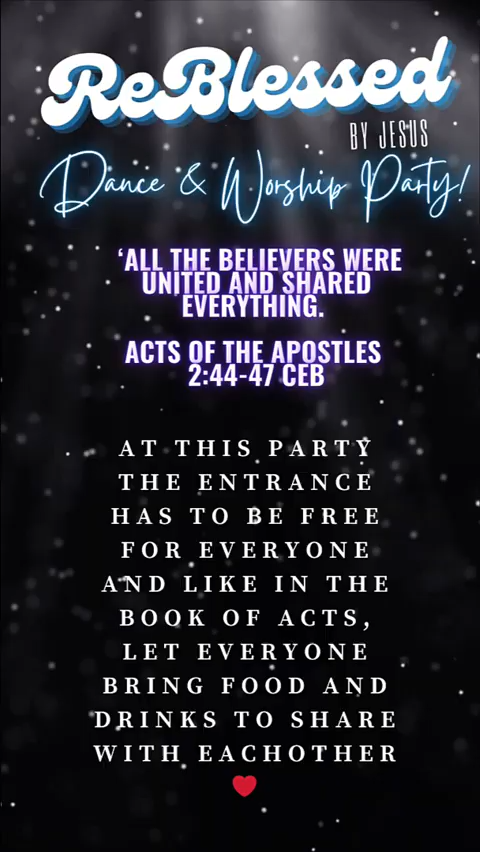 ReBlessed
BY JESUS
Dance & Worship Party!
‘ALL THE BELIEVERS WERE
UNITED AND SHARED
EVERYTHING.
ACTS OF THE APOSTLES
2:44-47 CEB
AT THIS PARTY
THE ENTRANCE
HAS TO BE FREE
FOR EVERYONE
AND LIKE IN THE
BOOK OF ACTS,
LET EVERYONE
BRING FOOD AND
DRINKS TO SHARE
WITH EACHOTHER
❤